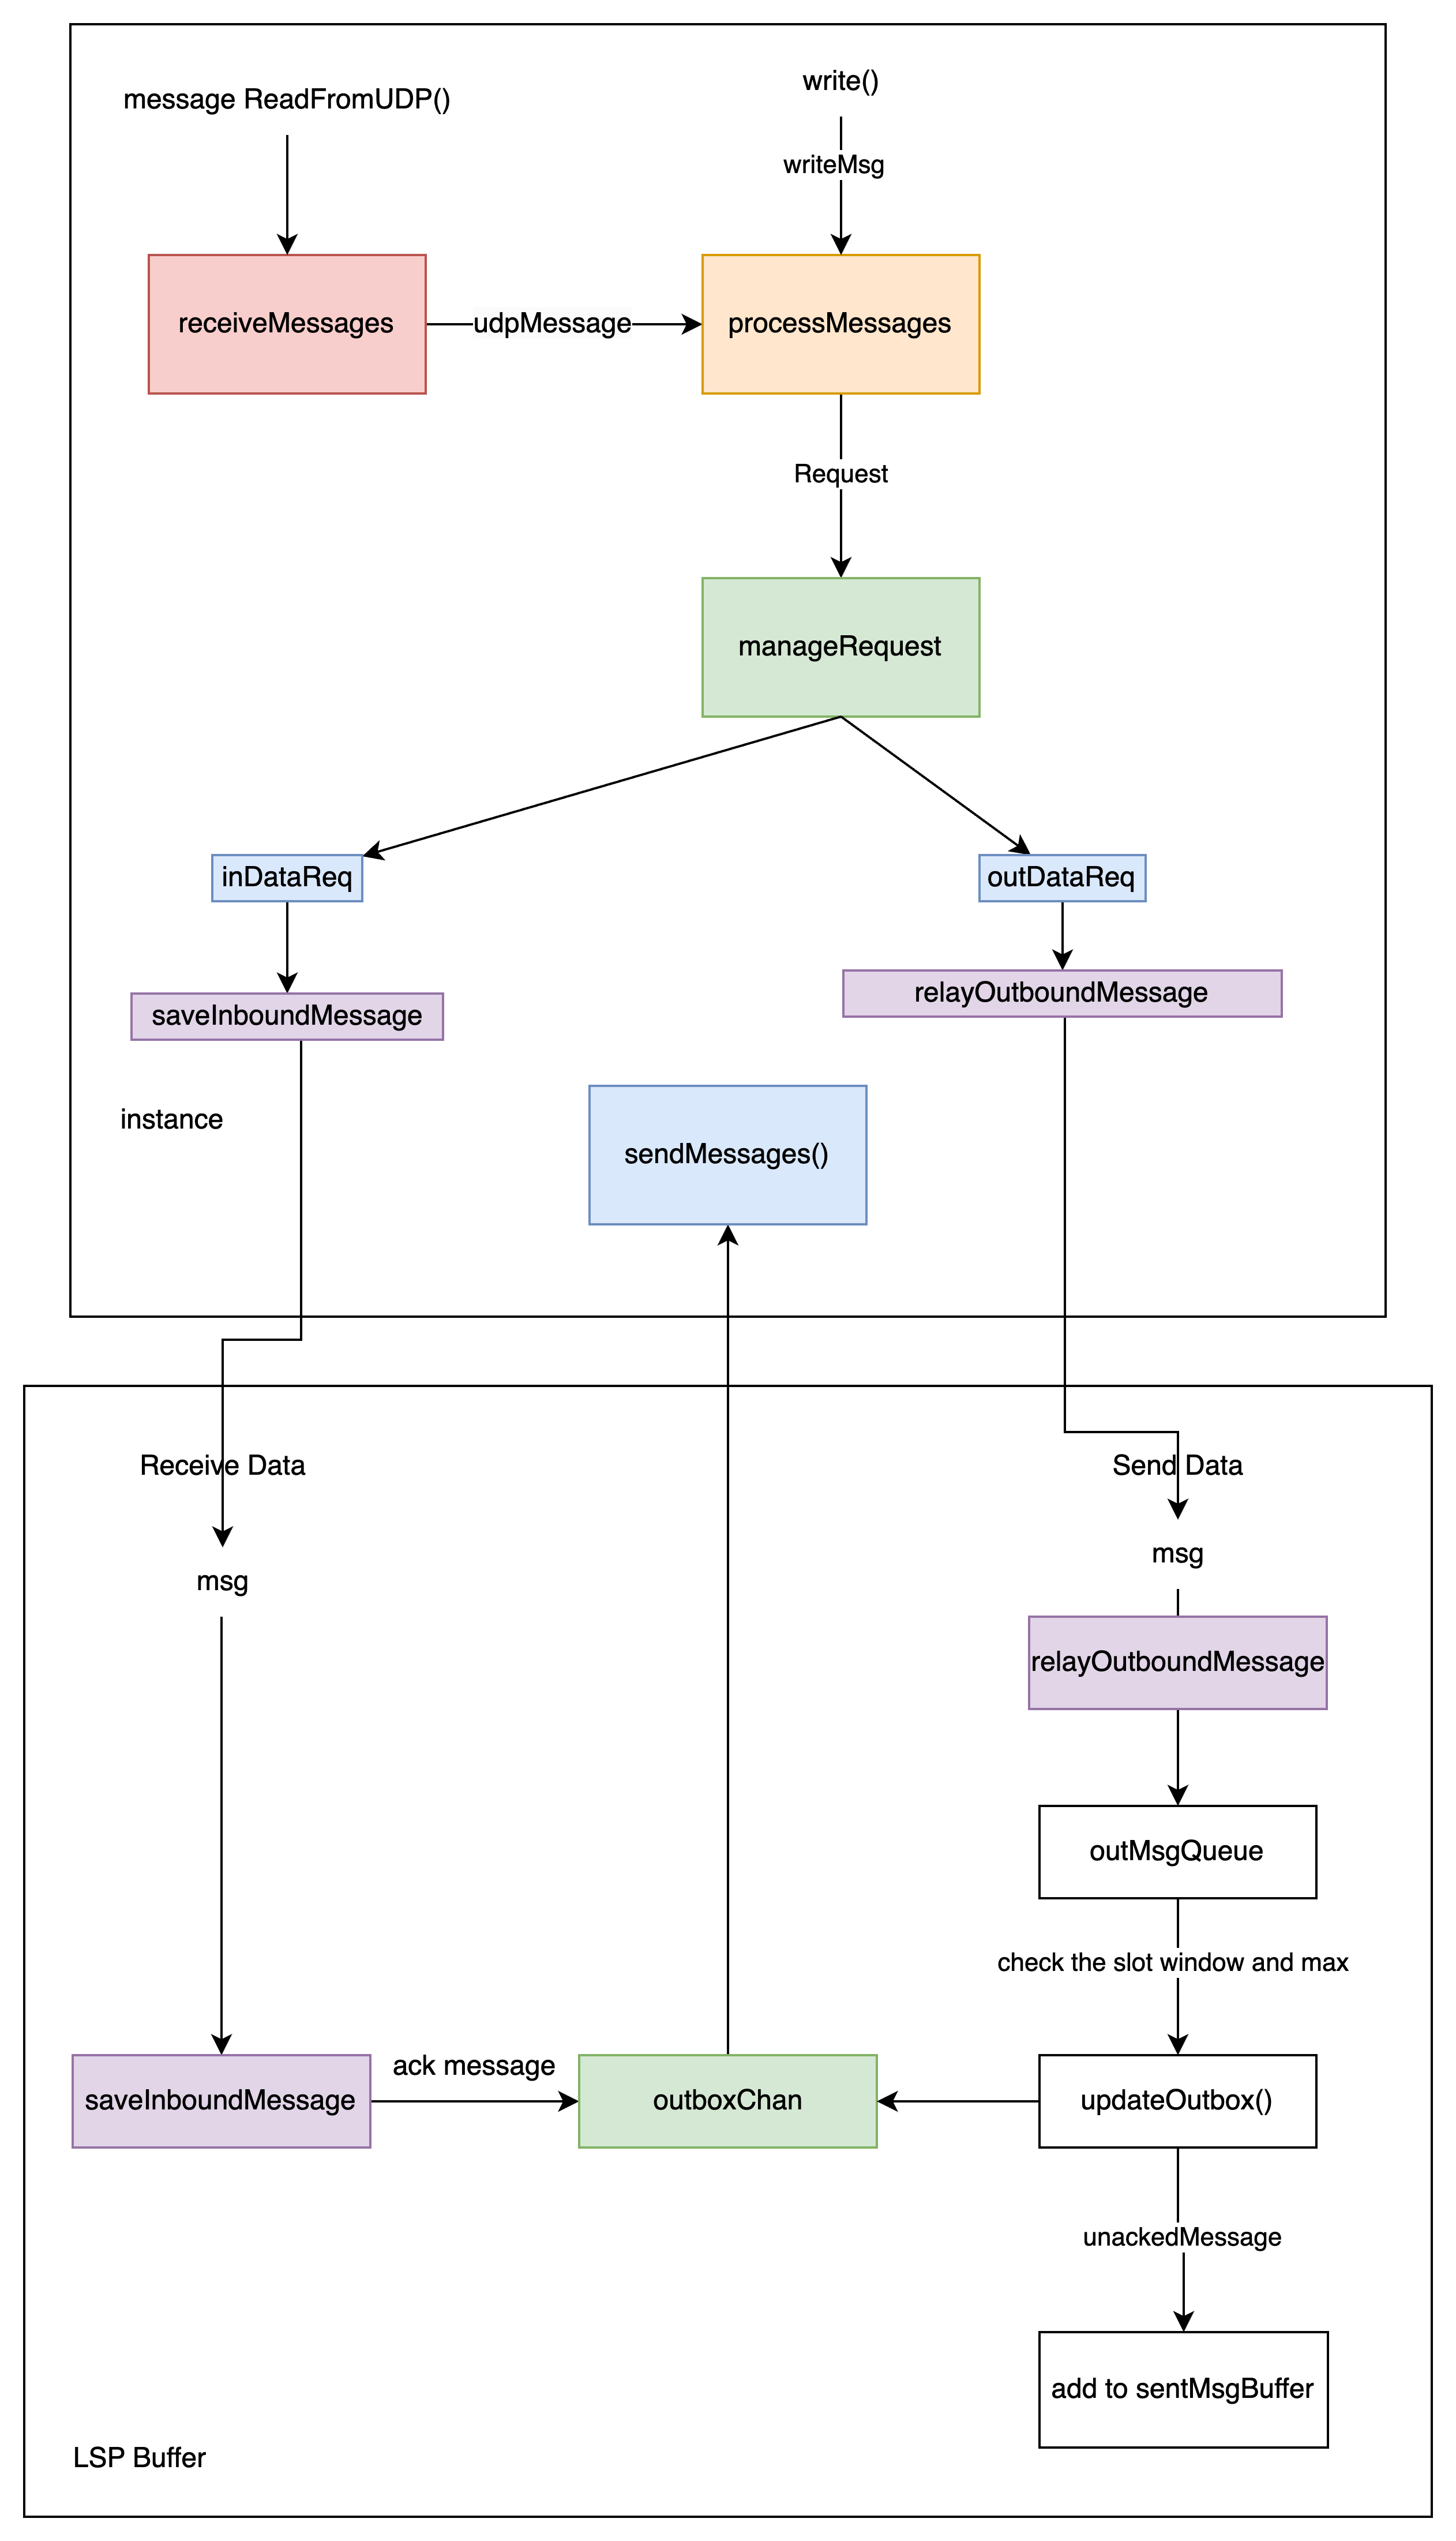 message ReadFromUDP()
write()
writeMsg
receiveMessages
udpMessage
processMessages
Request
manageRequest
inDataReq
outDataReq
saveInboundMessage
relayOutboundMessage
instance
sendMessages()
Receive Data
Send Data
msg
msg
relayOutboundMessage
outMsgQueue
check the slot window and max
saveInboundMessage
ack message
outboxChan
updateOutbox()
unackedMessage
add to sentMsgBuffer
LSP Buffer